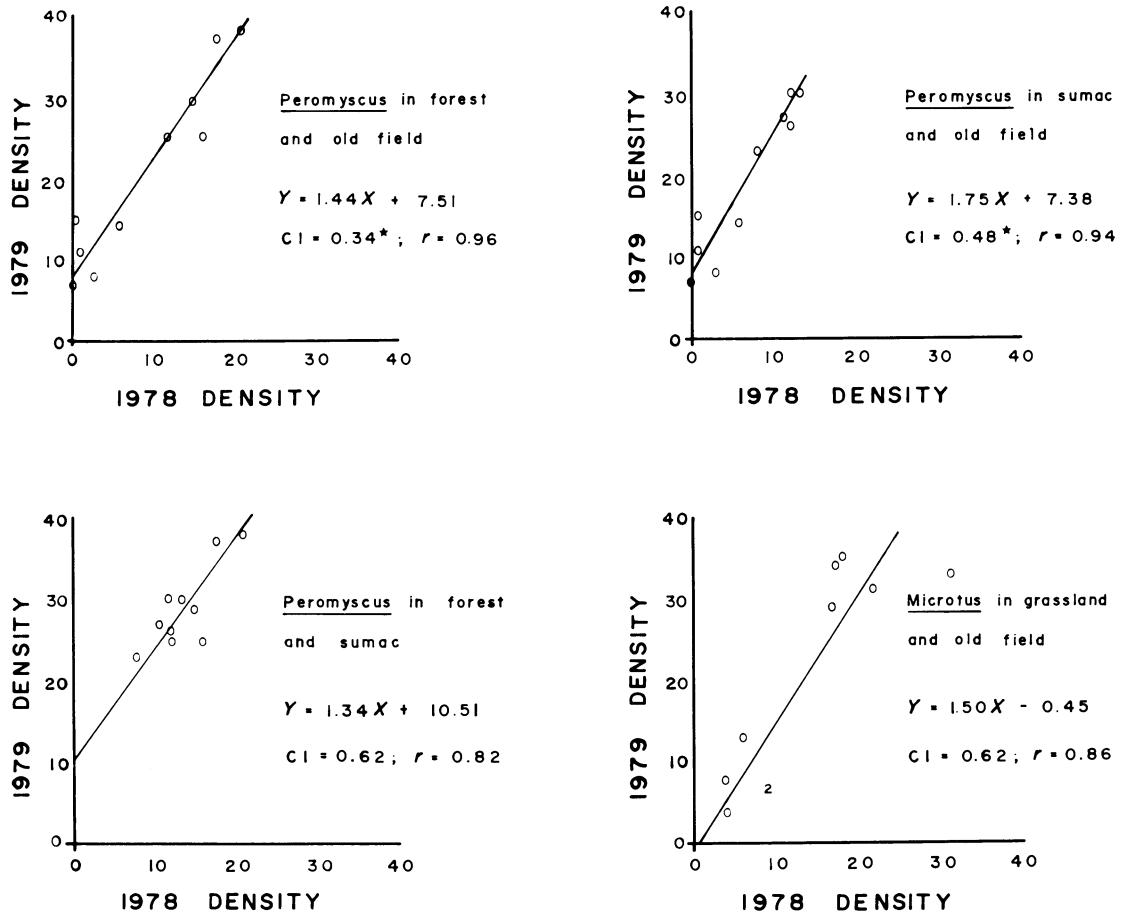 40
30
20
10
0
1979 DENSITY
0 10 20 30 40
1978 DENSITY
Peromyscus in forest
and old field
Y = 1.44X + 7.51
CI = 0.34*; r = 0.96
40
30
20
10
0
1979 DENSITY
0 10 20 30 40
1978 DENSITY
Peromyscus in sumac
and old field
Y = 1.75X + 7.38
CI = 0.48*; r = 0.94
40
30
20
10
0
1979 DENSITY
0 10 20 30 40
1978 DENSITY
Peromyscus in forest
and sumac
Y = 1.34X + 10.51
CI = 0.62; r = 0.82
40
30
20
10
0
1979 DENSITY
0 10 20 30 40
1978 DENSITY
Microtus in grassland
and old field
Y = 1.50X - 0.45
CI = 0.62; r = 0.86
2